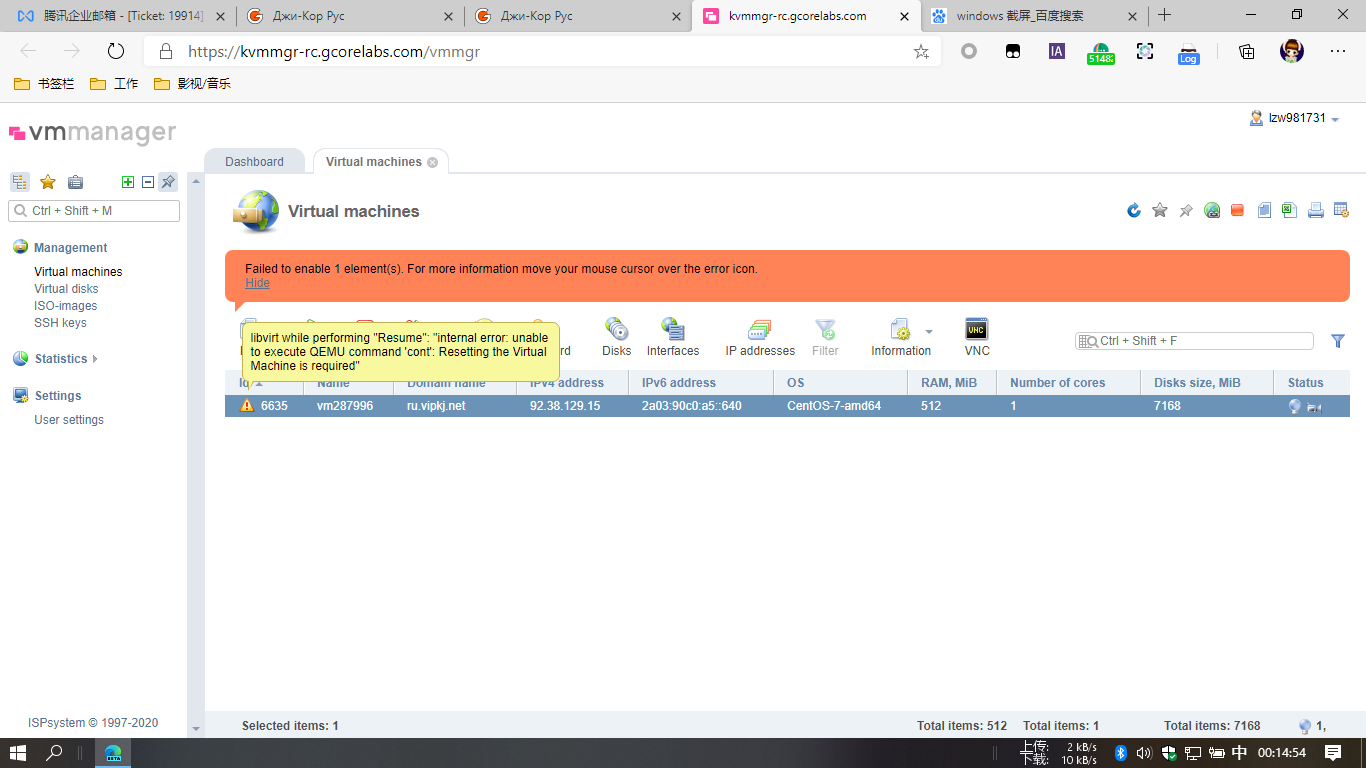 腾讯企业邮箱 - [Ticket: 19914]
Джи-Кор Рус
Джи-Кор Рус
kvmmgr-rc.gcorelabs.com
windows 截屏_百度搜索
https://kvmmgr-rc.gcorelabs.com/vmmgr
IA
5148
Log
书签栏
工作
影视/音乐
vmmanager
lzw981731
Dashboard
Virtual machines
Ctrl + Shift + M
Virtual machines
Management
Virtual machines
Virtual disks
ISO-images
SSH keys
Statistics
Settings
User settings
Failed to enable 1 element(s). For more information move your mouse cursor over the error icon.
Hide
libvirt while performing "Resume": "internal error: unable
to execute QEMU command 'cont': Resetting the Virtual
Machine is required"
Disks
Interfaces
IP addresses
Filter
Information
VNC
VNC
Ctrl + Shift + F
Id
Name
Domain name
IPv4 address
IPv6 address
OS
RAM, MiB
Number of cores
Disks size, MiB
Status
6635
vm287996
ru.vipkj.net
92.38.129.15
2a03:90c0:a5::640
CentOS-7-amd64
512
1
7168
ISPsystem © 1997-2020
Selected items: 1
Total items: 512
Total items: 1
Total items: 7168
1,
上传:
2 kB/s
下载:
10 kB/s
中
00:14:54